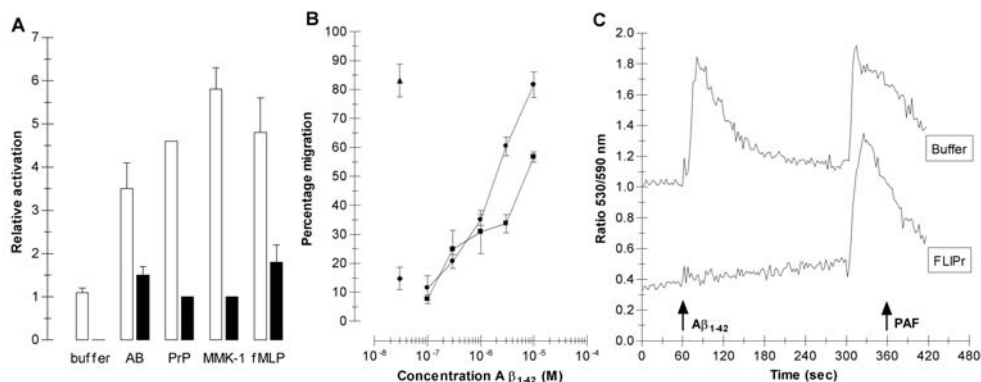 A
7
6
5
4
3
2
1
0
Relative activation
buffer AB PrP MMK-1 fMLP
B
100
90
80
70
60
50
40
30
20
10
0
Percentage migration
10⁻⁸ 10⁻⁷ 10⁻⁶ 10⁻⁵ 10⁻⁴
Concentration A β₁₋₄₂ (M)
C
2.0
1.8
1.6
1.4
1.2
1.0
0.8
0.6
0.4
0.2
0.0
Ratio 530/590 nm
Buffer
FLIPr
Aβ₁₋₄₂
PAF
0 60 120 180 240 300 360 420 480
Time (sec)